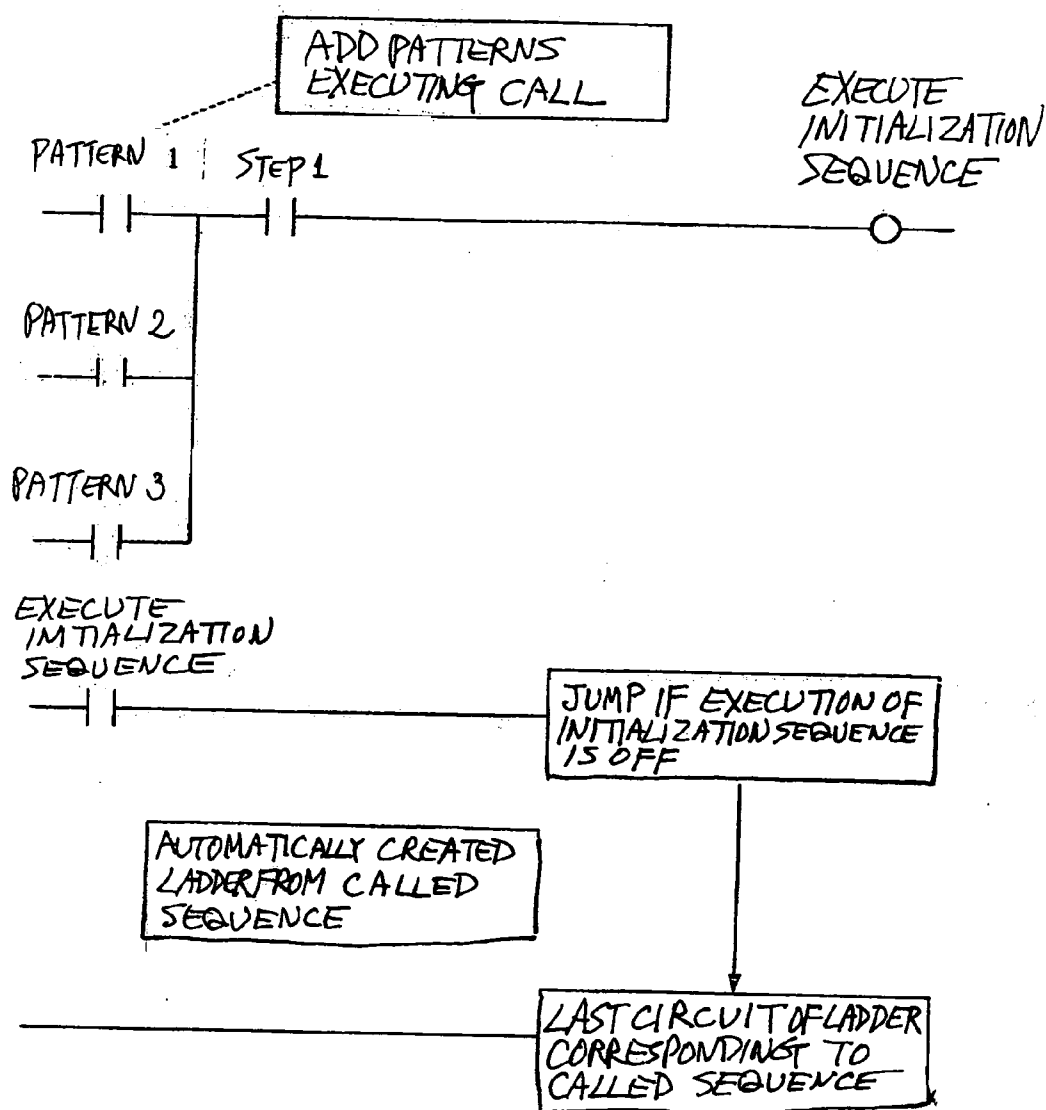 ADD PATTERNS
EXECUTING CALL
EXECUTE
INITIALIZATION
SEQUENCE
PATTERN 1
STEP 1
PATTERN 2
PATTERN 3
EXECUTE
INITIALIZATION
SEQUENCE
JUMP IF EXECUTION OF
INITIALIZATION SEQUENCE
IS OFF
AUTOMATICALLY CREATED
LADDER FROM CALLED
SEQUENCE
LAST CIRCUIT OF LADDER
CORRESPONDING TO
CALLED SEQUENCE